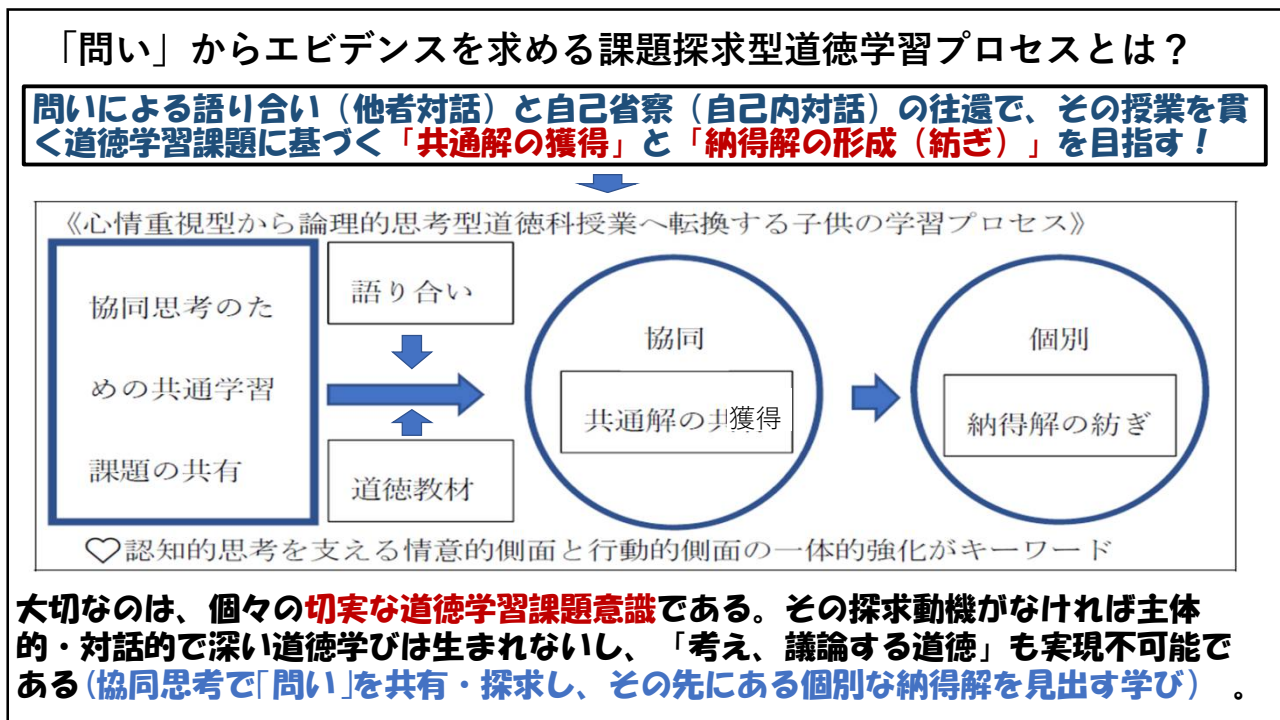 「問い」からエビデンスを求める課題探求型道徳学習プロセスとは？
問いによる語り合い（他者対話）と自己省察（自己内対話）の往還で、その授業を貫
く道徳学習課題に基づく「共通解の獲得」と「納得解の形成（紡ぎ）」を目指す！
《心情重視型から論理的思考型道徳科授業へ転換する子供の学習プロセス》
協同思考のた
めの共通学習
課題の共有
語り合い
道徳教材
協同
共通解の共獲得
個別
納得解の紡ぎ
♡認知的思考を支える情意的側面と行動的側面の一体的強化がキーワード
大切なのは、個々の切実な道徳学習課題意識である。その探求動機がなければ主体
的・対話的で深い道徳学びは生まれないし、「考え、議論する道徳」も実現不可能で
ある（協同思考で「問い」を共有・探求し、その先にある個別な納得解を見出す学び）。